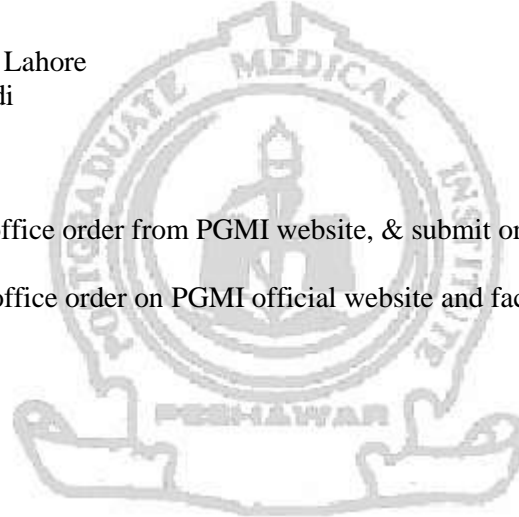 Lahore
di
office order from PGMI website, & submit or
office order on PGMI official website and fac
POSTGRADUATE MEDICAL INSTITUTE
PESHAWAR